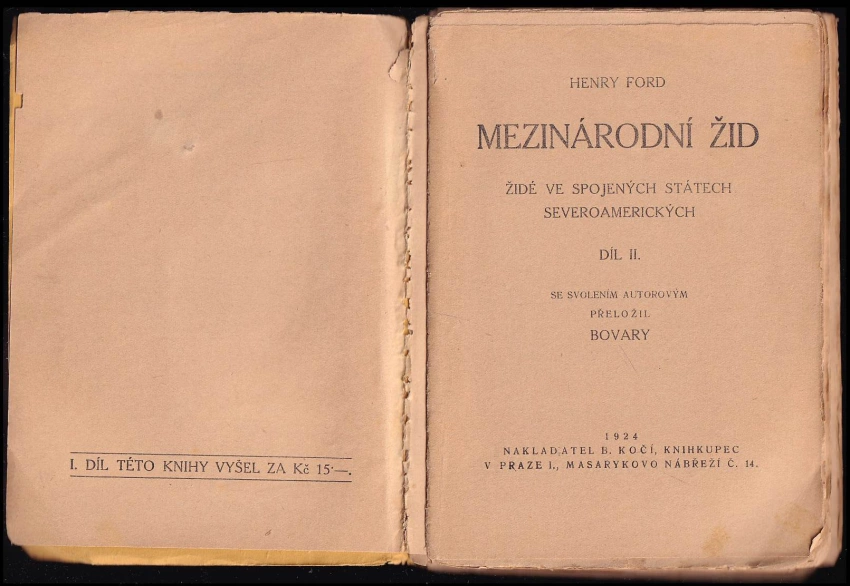 I. DÍL TÉTO KNIHY VYŠEL ZA Kč 15·—.
HENRY FORD
MEZINÁRODNÍ ŽID
ŽIDÉ VE SPOJENÝCH STÁTECH
SEVEROAMERICKÝCH
DÍL II.
SE SVOLENÍM AUTOROVÝM
PŘELOŽIL
BOVARY
1924
NAKLADATEL B. KOČÍ, KNIHKUPEC
V PRAZE I., MASARYKOVO NÁBŘEŽÍ Č. 14.